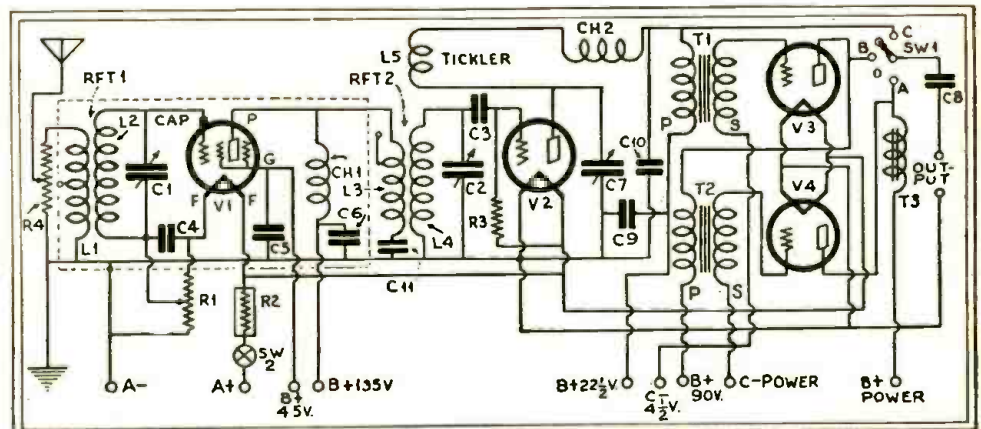 CH2
L5 TICKLER
T1
C
B
SW1
RFT1
RFT2
O
A
C8
L2
CAP
P
C3
C10
V3
P
S
C1
G
CH1
C2
V2
C7
OUT-
PUT
R4
F
V1
F
L3
R3
T2
V4
T3
C4
C5
C6
C9
L1
L4
R1
R2
C11
P
S
SW
2
A-
A+
B+
45V.
B+135V
B+22½V.
C-
4½V.
B+
90V.
C-POWER
B+
POWER